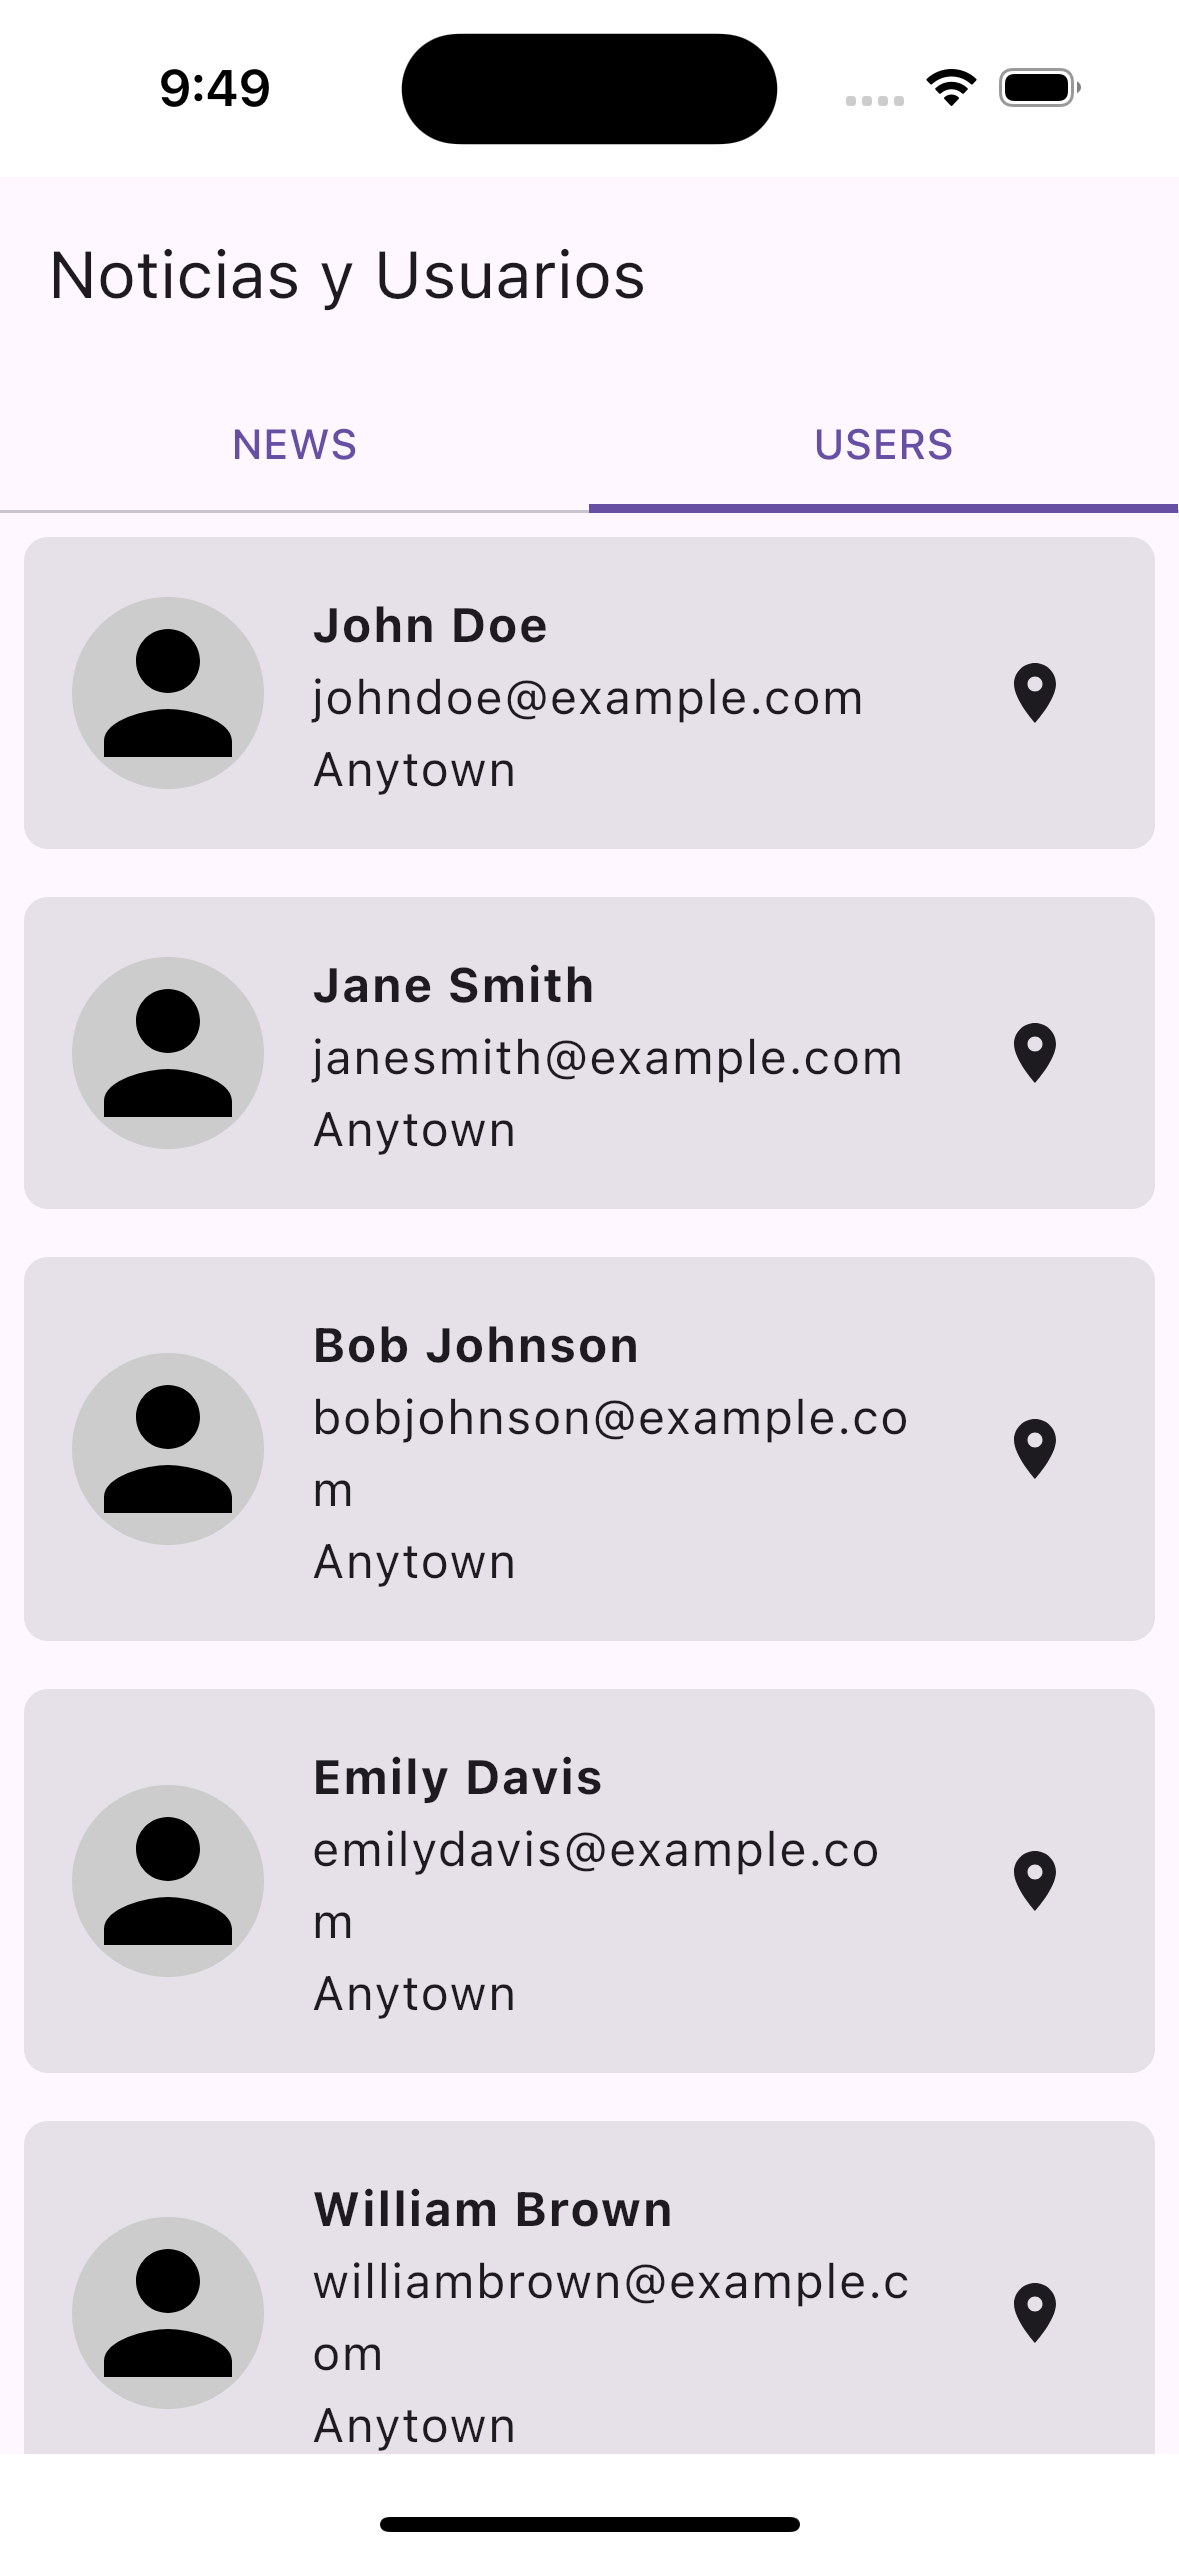 9:49
Noticias y Usuarios
NEWS
USERS
John Doe
johndoe@example.com
Anytown
Jane Smith
janesmith@example.com
Anytown
Bob Johnson
bobjohnson@example.co
m
Anytown
Emily Davis
emilydavis@example.co
m
Anytown
William Brown
williambrown@example.c
om
Anytown